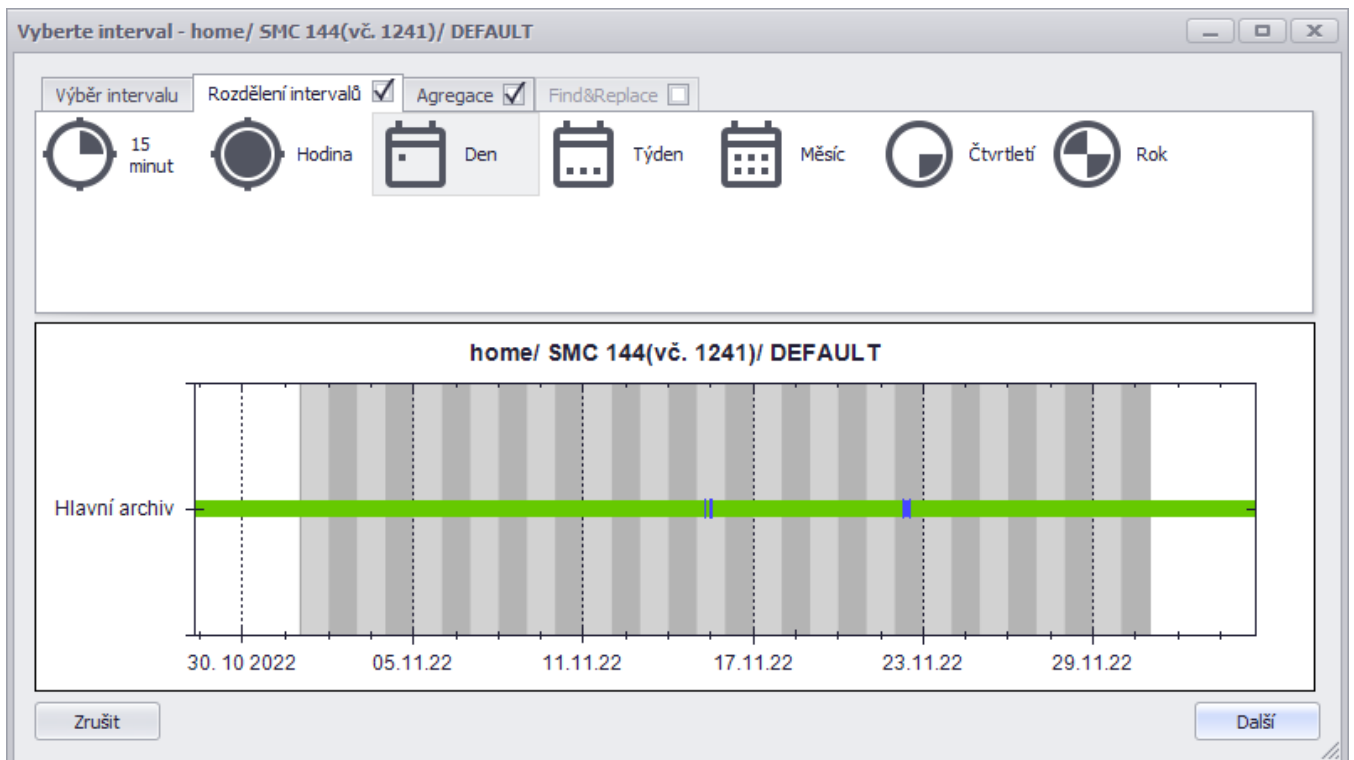 Vyberte interval - home/ SMC 144(vč. 1241)/ DEFAULT
Výběr intervalu
Rozdělení intervalů
Agregace
Find&Replace
15
minut
Hodina
Den
Týden
Měsíc
Čtvrtletí
Rok
home/ SMC 144(vč. 1241)/ DEFAULT
Hlavní archiv
30. 10 2022
05.11.22
11.11.22
17.11.22
23.11.22
29.11.22
Zrušit
Další